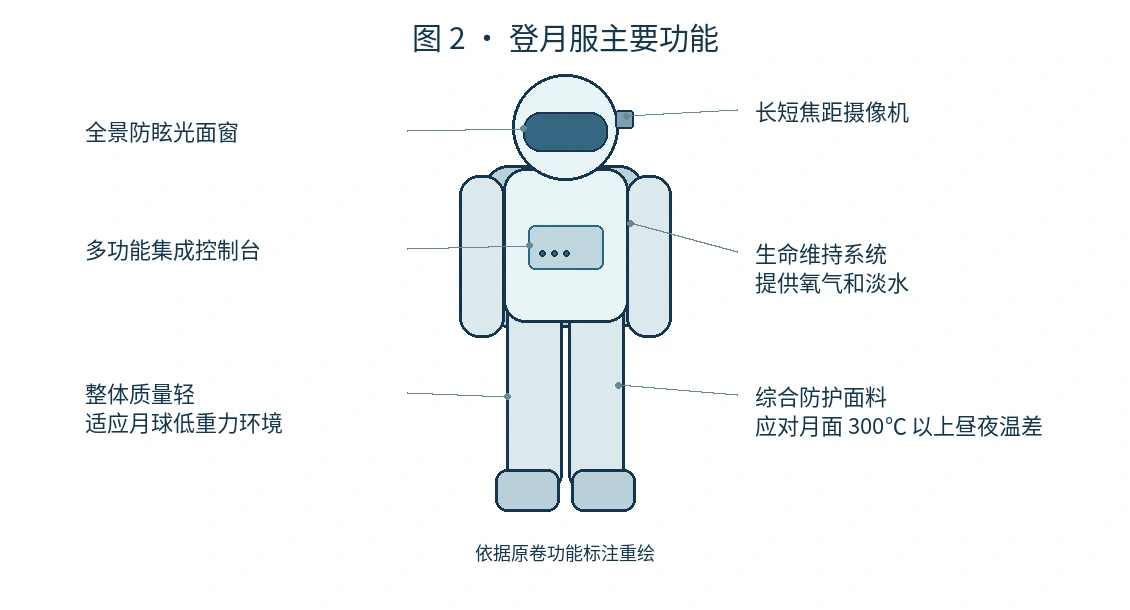 图 2 · 登月服主要功能
全景防眩光面窗
长短焦距摄像机
多功能集成控制台
生命维持系统
提供氧气和淡水
整体质量轻
适应月球低重力环境
综合防护面料
应对月面 300℃ 以上昼夜温差
依据原卷功能标注重绘